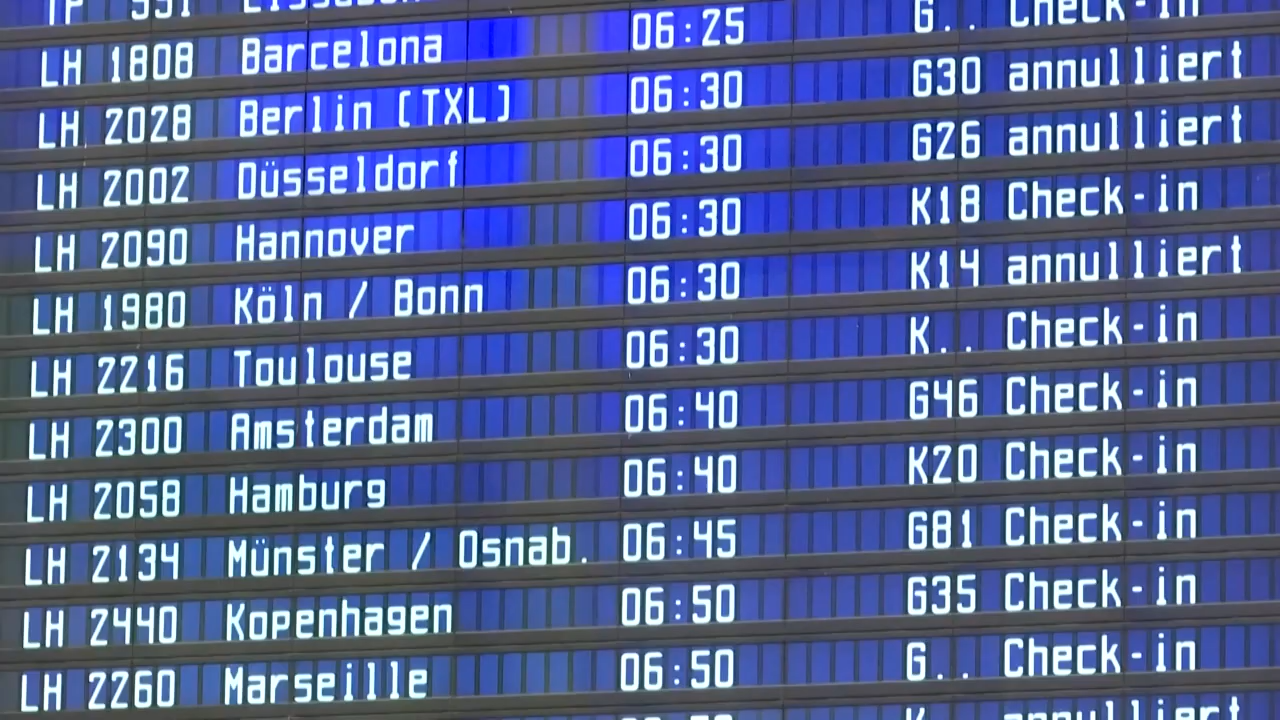 LH 1808 Barcelona 06:25 G.. Check-in
LH 2028 Berlin (TXL) 06:30 G30 annulliert
LH 2002 Düsseldorf 06:30 G26 annulliert
LH 2090 Hannover 06:30 K18 Check-in
LH 1980 Köln / Bonn 06:30 K14 annulliert
LH 2216 Toulouse 06:30 K.. Check-in
LH 2300 Amsterdam 06:40 G46 Check-in
LH 2058 Hamburg 06:40 K20 Check-in
LH 2134 Münster / Osnab. 06:45 G81 Check-in
LH 2440 Kopenhagen 06:50 G35 Check-in
LH 2260 Marseille 06:50 G.. Check-in
annulliert